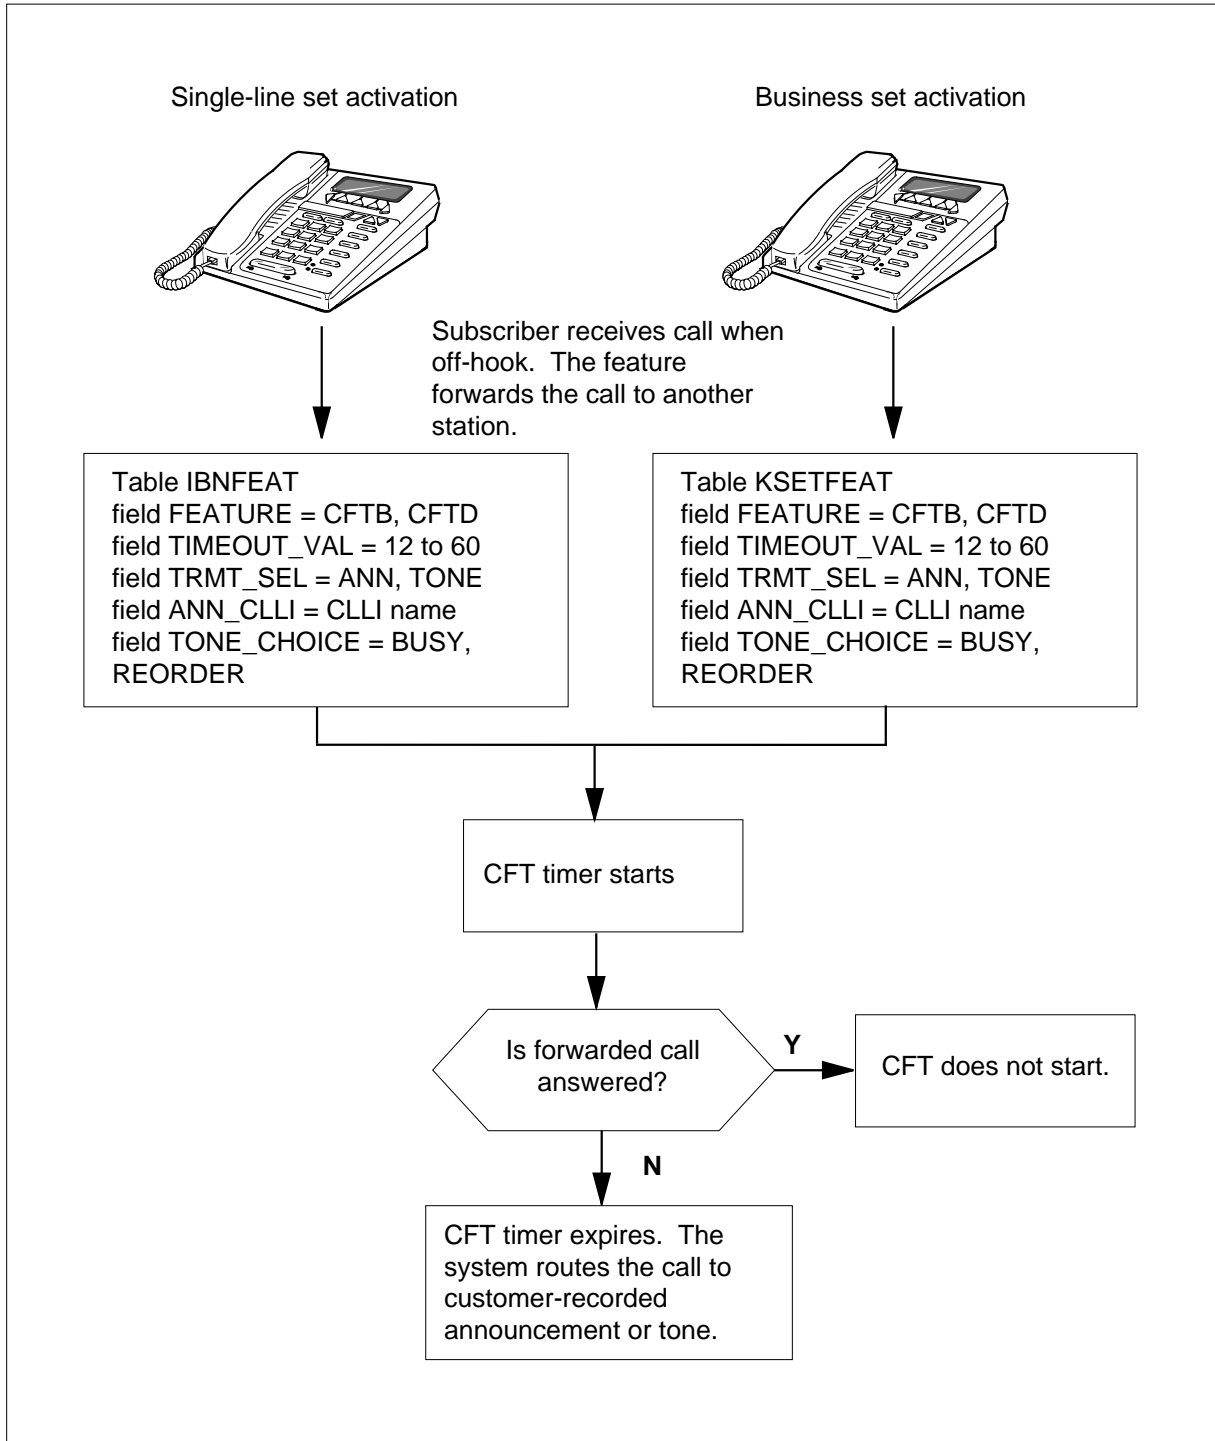 Single-line set activation
Business set activation
Subscriber receives call when
off-hook.  The feature
forwards the call to another
station.
Table IBNFEAT
field FEATURE = CFTB, CFTD
field TIMEOUT_VAL = 12 to 60
field TRMT_SEL = ANN, TONE
field ANN_CLLI = CLLI name
field TONE_CHOICE = BUSY,
REORDER
Table KSETFEAT
field FEATURE = CFTB, CFTD
field TIMEOUT_VAL = 12 to 60
field TRMT_SEL = ANN, TONE
field ANN_CLLI = CLLI name
field TONE_CHOICE = BUSY,
REORDER
CFT timer starts
Is forwarded call
answered?
Y
CFT does not start.
N
CFT timer expires.  The
system routes the call to
customer-recorded
announcement or tone.